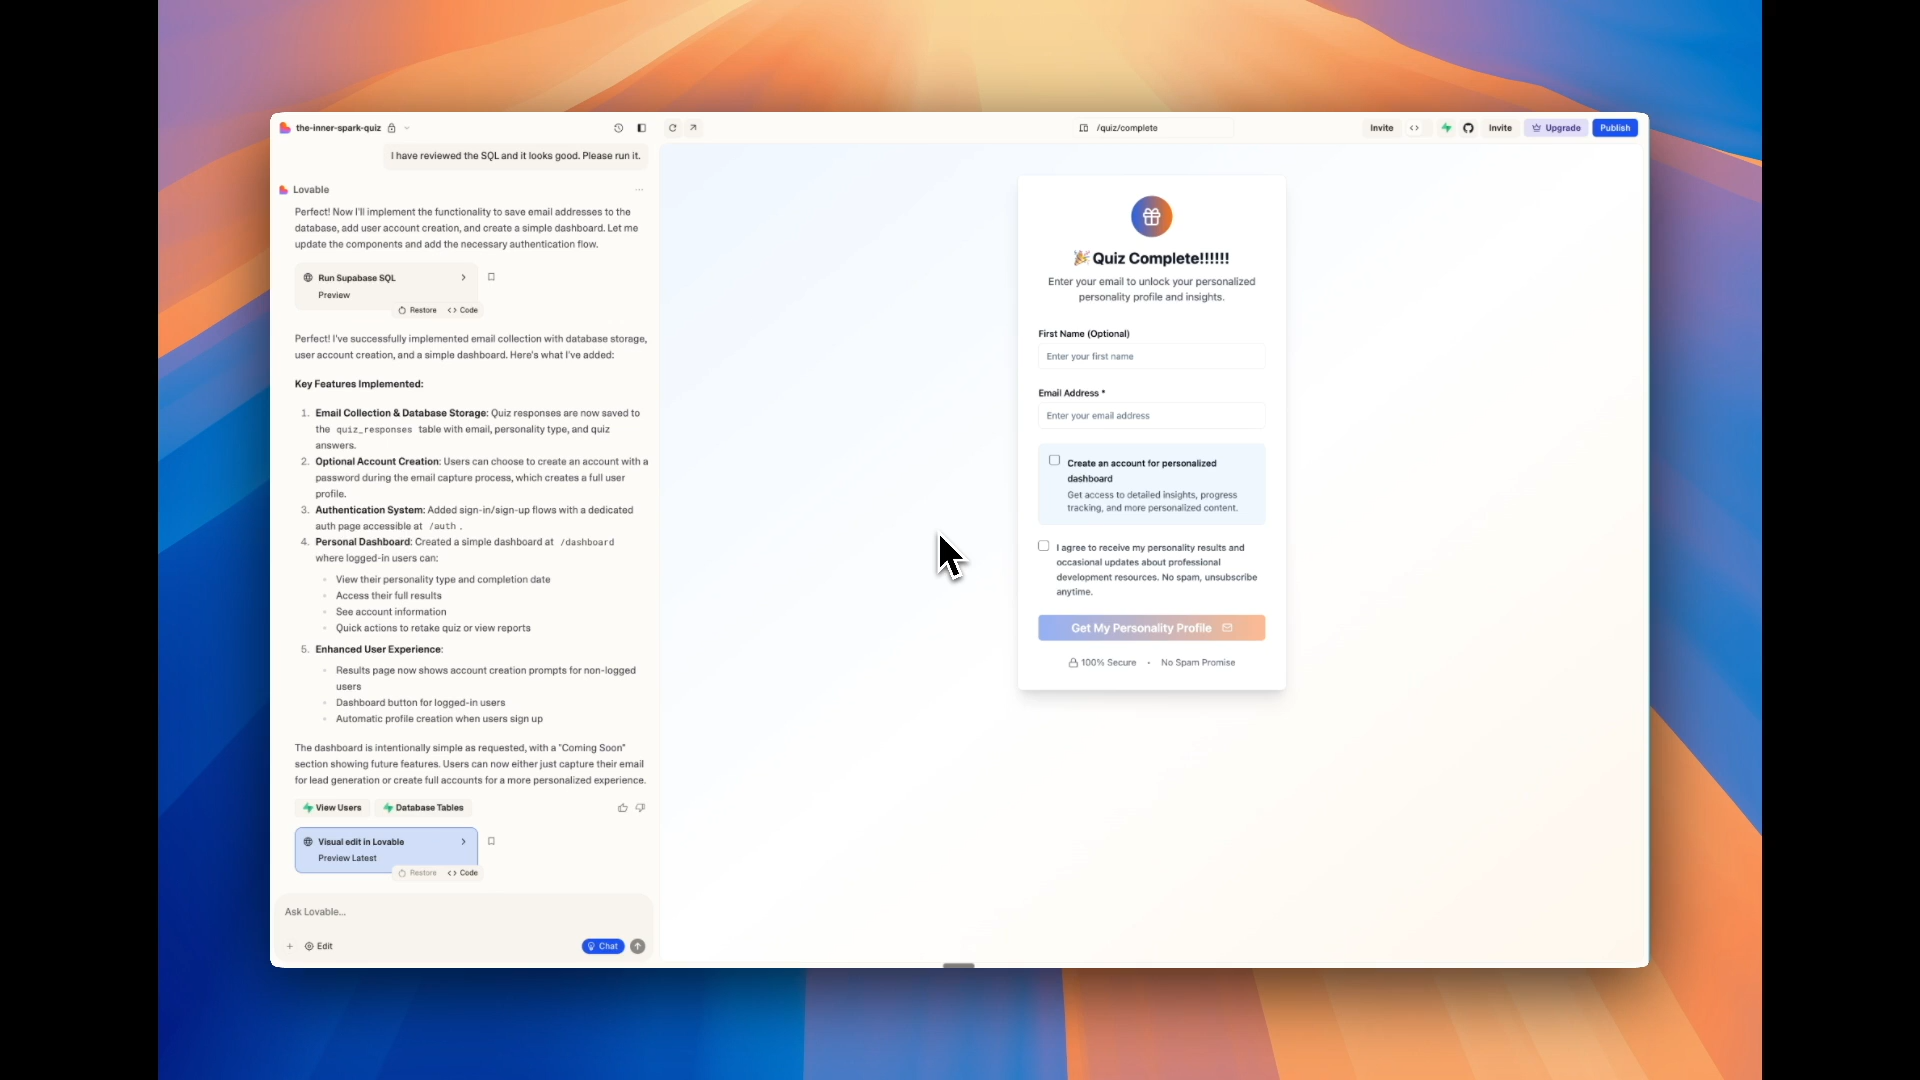 the-inner-spark-quiz
/quiz/complete
Invite
Invite
Upgrade
Publish
I have reviewed the SQL and it looks good. Please run it.
Lovable
Perfect! Now I'll implement the functionality to save email addresses to the
database, add user account creation, and create a simple dashboard. Let me
update the components and add the necessary authentication flow.
Run Supabase SQL
Preview
Restore <> Code
Perfect! I've successfully implemented email collection with database storage,
user account creation, and a simple dashboard. Here's what I've added:
Key Features Implemented:
1. Email Collection & Database Storage: Quiz responses are now saved to
the quiz_responses table with email, personality type, and quiz
answers.
2. Optional Account Creation: Users can choose to create an account with a
password during the email capture process, which creates a full user
profile.
3. Authentication System: Added sign-in/sign-up flows with a dedicated
auth page accessible at /auth .
4. Personal Dashboard: Created a simple dashboard at /dashboard
where logged-in users can:
View their personality type and completion date
Access their full results
See account information
Quick actions to retake quiz or view reports
5. Enhanced User Experience:
Results page now shows account creation prompts for non-logged
users
Dashboard button for logged-in users
Automatic profile creation when users sign up
The dashboard is intentionally simple as requested, with a "Coming Soon"
section showing future features. Users can now either just capture their email
for lead generation or create full accounts for a more personalized experience.
View Users
Database Tables
Visual edit in Lovable
Preview Latest
Restore <> Code
Ask Lovable...
+ Edit
Chat
🎉 Quiz Complete!!!!!!
Enter your email to unlock your personalized
personality profile and insights.
First Name (Optional)
Enter your first name
Email Address *
Enter your email address
Create an account for personalized
dashboard
Get access to detailed insights, progress
tracking, and more personalized content.
I agree to receive my personality results and
occasional updates about professional
development resources. No spam, unsubscribe
anytime.
Get My Personality Profile
100% Secure • No Spam Promise